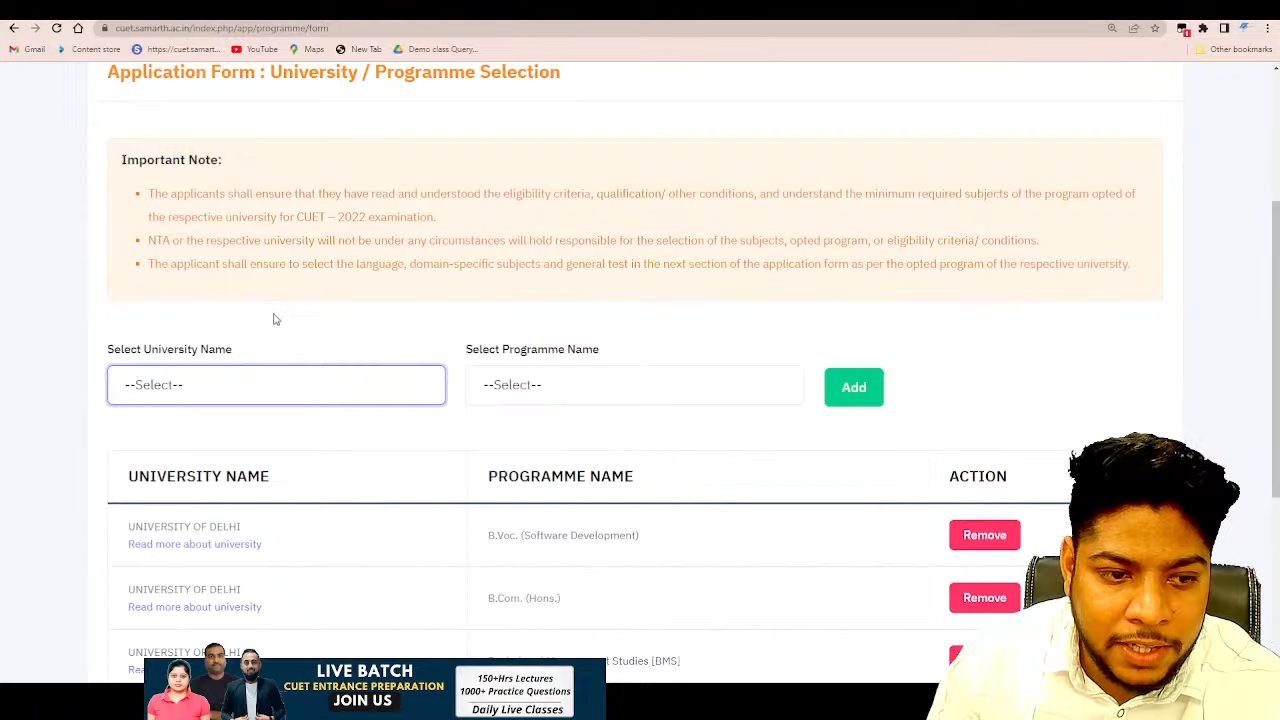 cuet.samarth.ac.in/index.php/app/programme/form
Gmail
Content store
https://cuet.samart...
YouTube
Maps
New Tab
Demo class Query...
Other bookmarks
Application Form : University / Programme Selection
Important Note:
The applicants shall ensure that they have read and understood the eligibility criteria, qualification/ other conditions, and understand the minimum required subjects of the program opted
of the respective university for CUET – 2022 examination.
NTA or the respective university will not be under any circumstances will hold responsible for the selection of the subjects, opted program, or eligibility criteria/ conditions.
The applicant shall ensure to select the language, domain-specific subjects and general test in the next section of the application form as per the opted program of the respective university.
Select University Name
Select Programme Name
--Select--
--Select--
Add
UNIVERSITY NAME
PROGRAMME NAME
ACTION
UNIVERSITY OF DELHI
Read more about university
B.Voc. (Software Development)
Remove
UNIVERSITY OF DELHI
Read more about university
B.Com. (Hons.)
Remove
UNIVERSITY OF DELHI
Studies [BMS]
LIVE BATCH
CUET ENTRANCE PREPARATION
JOIN US
150+Hrs Lectures
1000+ Practice Questions
Daily Live Classes